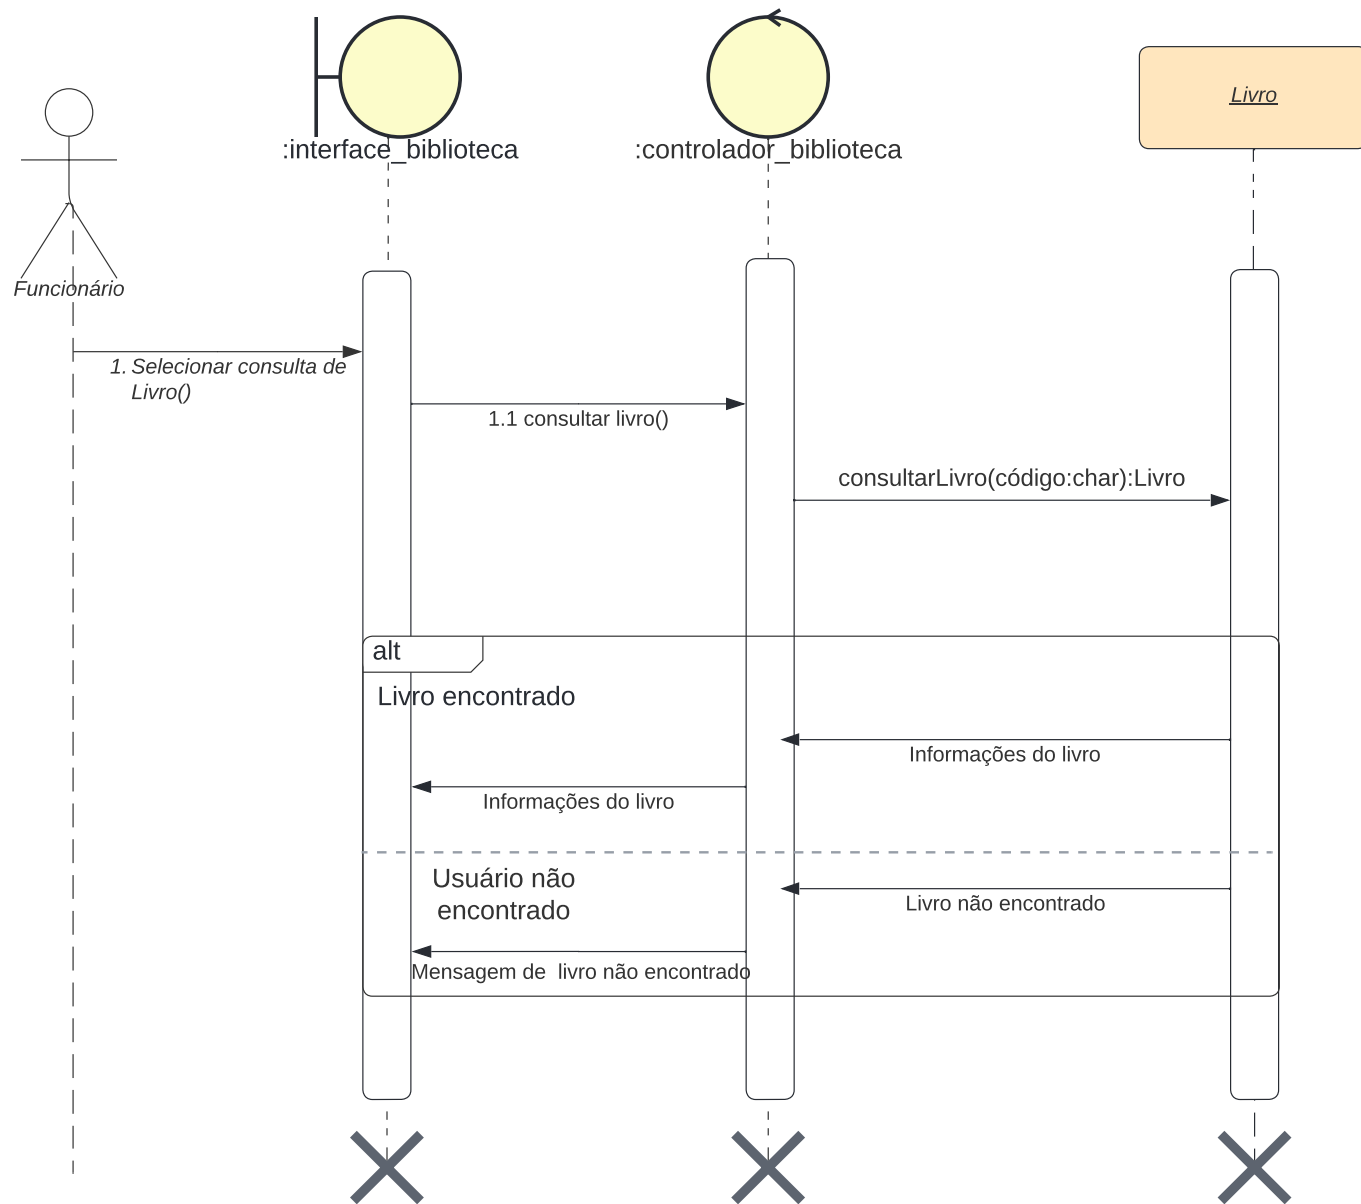 :interface_biblioteca
:controlador_biblioteca
Livro
Funcionário
1. Selecionar consulta de
Livro()
1.1 consultar livro()
consultarLivro(código:char):Livro
alt
Livro encontrado
Informações do livro
Informações do livro
Usuário não
encontrado
Livro não encontrado
Mensagem de  livro não encontrado